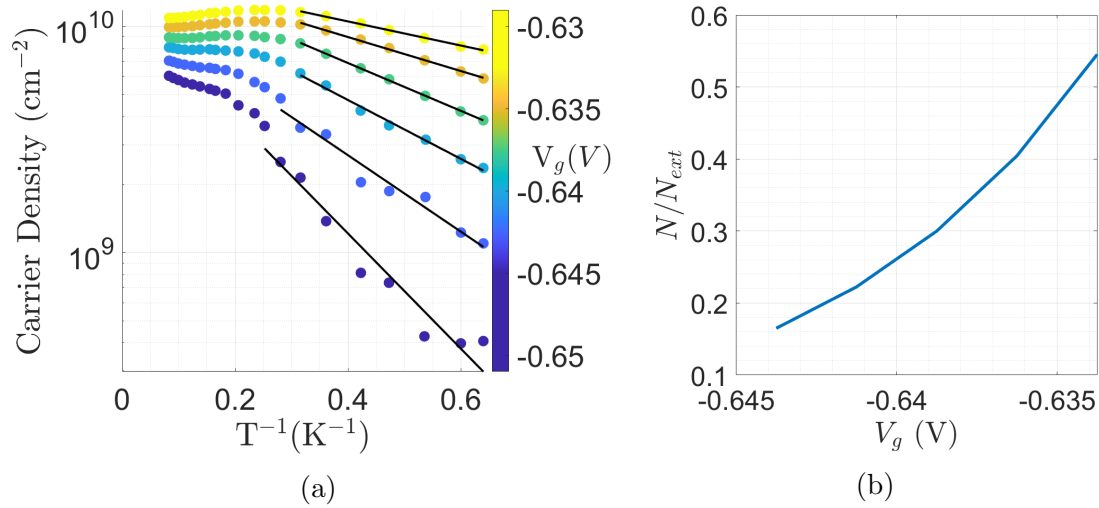 10^10
10^9
Carrier Density (cm^−2)
0
0.2
0.4
0.6
T^−1(K^−1)
-0.63
-0.635
V_g(V)
-0.64
-0.645
-0.65
(a)
0.6
0.5
0.4
0.3
0.2
0.1
N/N_ext
-0.645
-0.64
-0.635
V_g (V)
(b)